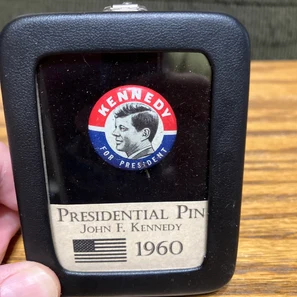 KENNEDY
FOR PRESIDENT
PRESIDENTIAL PIN
JOHN F. KENNEDY
1960